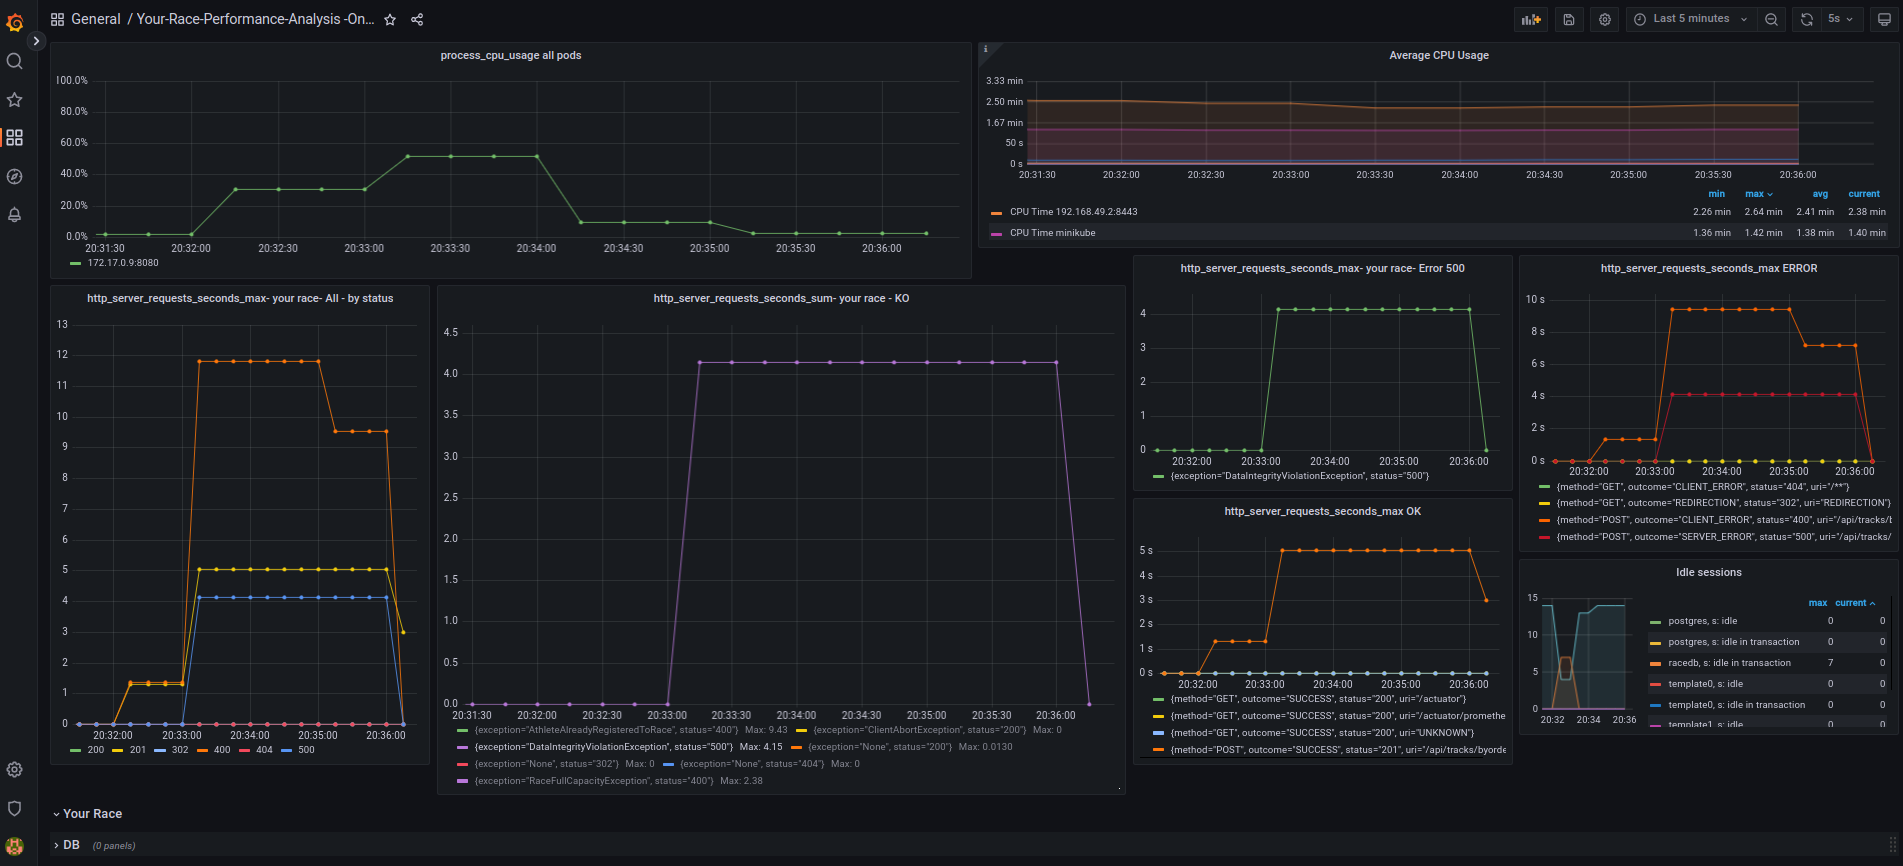 General / Your-Race-Performance-Analysis -On...
Last 5 minutes
5s
process_cpu_usage all pods
100.0%
80.0%
60.0%
40.0%
20.0%
0.0%
20:31:30 20:32:00 20:32:30 20:33:00 20:33:30 20:34:00 20:34:30 20:35:00 20:35:30 20:36:00
172.17.0.9:8080
i
Average CPU Usage
3.33 min
2.50 min
1.67 min
50 s
0 s
20:31:30 20:32:00 20:32:30 20:33:00 20:33:30 20:34:00 20:34:30 20:35:00 20:35:30 20:36:00
min max avg current
CPU Time 192.168.49.2:8443 2.26 min 2.64 min 2.41 min 2.38 min
CPU Time minikube 1.36 min 1.42 min 1.38 min 1.40 min
http_server_requests_seconds_max- your race- All - by status
13
12
11
10
9
8
7
6
5
4
3
2
1
0
20:32:00 20:33:00 20:34:00 20:35:00 20:36:00
200 201 302 400 404 500
http_server_requests_seconds_sum- your race - KO
4.5
4.0
3.5
3.0
2.5
2.0
1.5
1.0
0.5
0.0
20:31:30 20:32:00 20:32:30 20:33:00 20:33:30 20:34:00 20:34:30 20:35:00 20:35:30 20:36:00
{exception="AthleteAlreadyRegisteredToRace", status="400"} Max: 9.43 {exception="ClientAbortException", status="200"} Max: 0
{exception="DataIntegrityViolationException", status="500"} Max: 4.15 {exception="None", status="200"} Max: 0.0130
{exception="None", status="302"} Max: 0 {exception="None", status="404"} Max: 0
{exception="RaceFullCapacityException", status="400"} Max: 2.38
http_server_requests_seconds_max- your race- Error 500
4
3
2
1
0
20:32:00 20:33:00 20:34:00 20:35:00 20:36:00
{exception="DataIntegrityViolationException", status="500"}
http_server_requests_seconds_max OK
5 s
4 s
3 s
2 s
1 s
0 s
20:32:00 20:33:00 20:34:00 20:35:00 20:36:00
{method="GET", outcome="SUCCESS", status="200", uri="/actuator"}
{method="GET", outcome="SUCCESS", status="200", uri="/actuator/promethe
{method="GET", outcome="SUCCESS", status="200", uri="UNKNOWN"}
{method="POST", outcome="SUCCESS", status="201", uri="/api/tracks/byorde
http_server_requests_seconds_max ERROR
10 s
8 s
6 s
4 s
2 s
0 s
20:32:00 20:33:00 20:34:00 20:35:00 20:36:00
{method="GET", outcome="CLIENT_ERROR", status="404", uri="/**"}
{method="GET", outcome="REDIRECTION", status="302", uri="REDIRECTION"}
{method="POST", outcome="CLIENT_ERROR", status="400", uri="/api/tracks/b
{method="POST", outcome="SERVER_ERROR", status="500", uri="/api/tracks/
Idle sessions
15
10
5
0
20:32 20:34 20:36
max current
postgres, s: idle 0 0
postgres, s: idle in transaction 0 0
racedb, s: idle in transaction 7 0
template0, s: idle 0 0
template0, s: idle in transaction 0 0
template1, s: idle 0 0
Your Race
DB (0 panels)